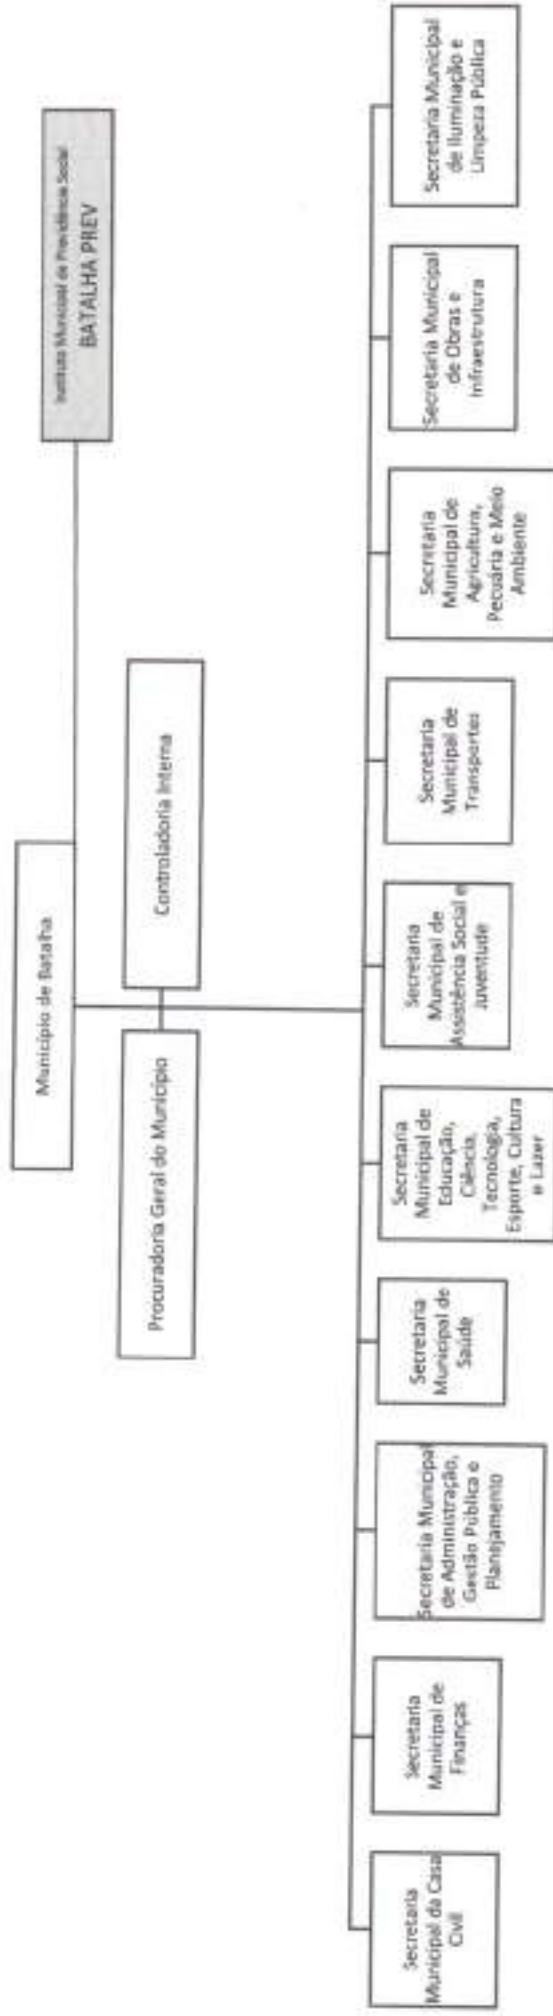 Município de Batalha
Instituto Municipal de Previdência Social
BATALHA PREV
Procuradoria Geral do Município
Controladoria Interna
Secretaria
Municipal da Casa
Civil
Secretaria
Municipal de
Finanças
Secretaria Municipal
de Administração,
Gestão Pública e
Planejamento
Secretaria
Municipal de
Saúde
Secretaria
Municipal de
Educação,
Ciência,
Tecnologia,
Esporte, Cultura
e Lazer
Secretaria
Municipal de
Assistência Social e
Juventude
Secretaria
Municipal de
Transportes
Secretaria
Municipal de
Agricultura,
Pecuária e Meio
Ambiente
Secretaria Municipal
de Obras e
Infraestrutura
Secretaria Municipal
de Iluminação e
Limpeza Pública